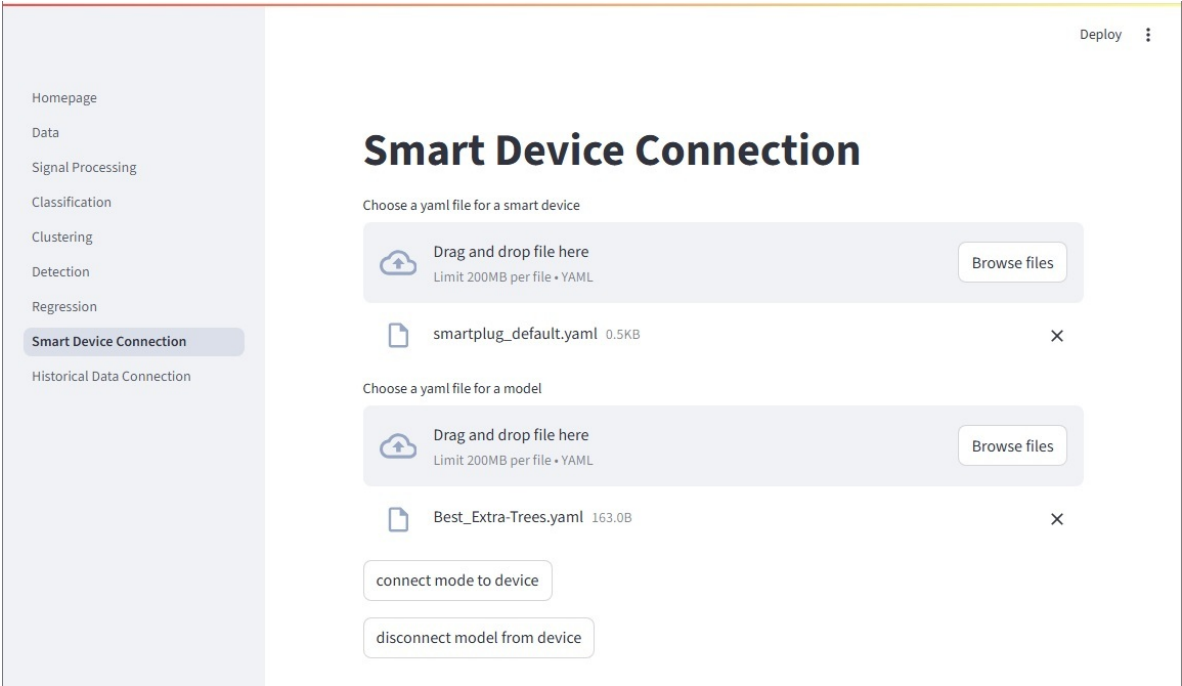 Deploy
Homepage
Data
Signal Processing
Classification
Clustering
Detection
Regression
Smart Device Connection
Historical Data Connection
Smart Device Connection
Choose a yaml file for a smart device
Drag and drop file here
Limit 200MB per file • YAML
Browse files
smartplug_default.yaml 0.5KB
Choose a yaml file for a model
Drag and drop file here
Limit 200MB per file • YAML
Browse files
Best_Extra-Trees.yaml 163.0B
connect mode to device
disconnect model from device